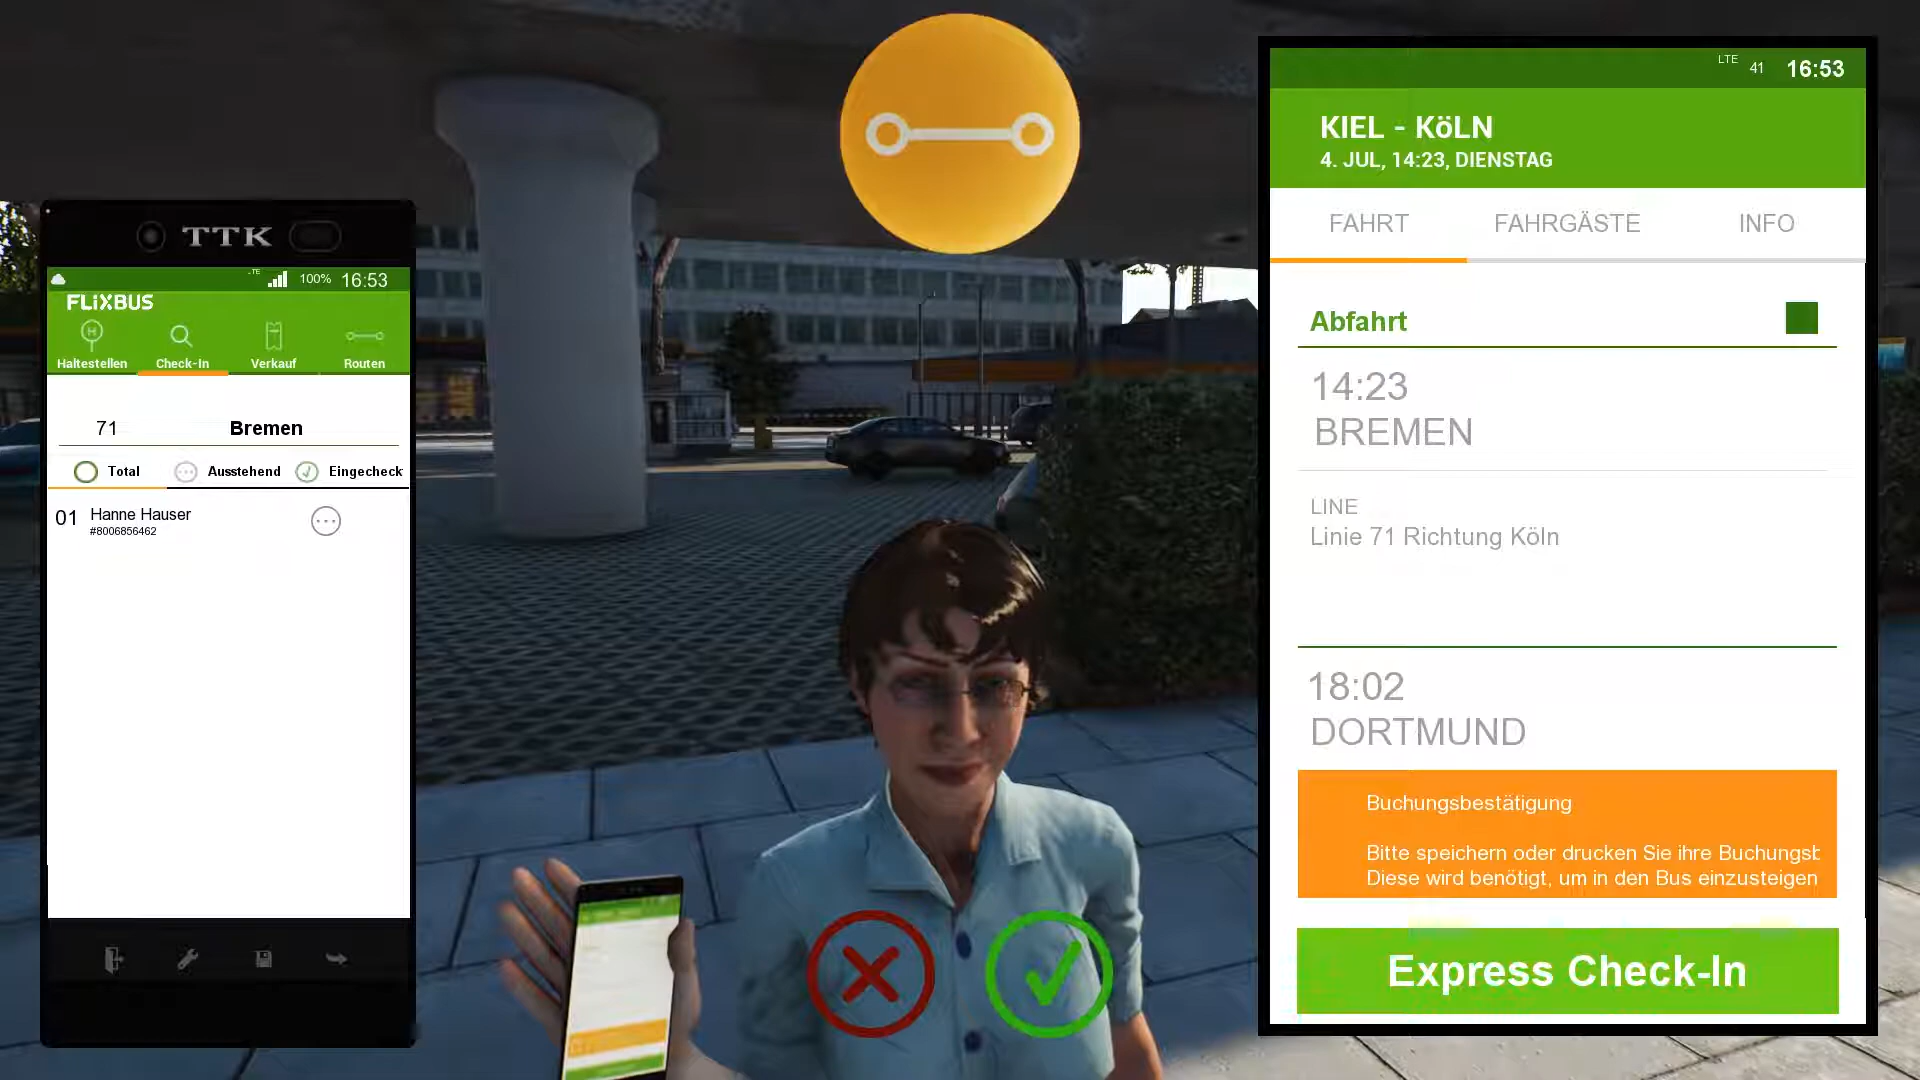 TTK
LTE 100% 16:53
FLiXBUS
Haltestellen Check-In Verkauf Routen
71 Bremen
Total Ausstehend Eingecheck
01 Hanne Hauser
#8006856462
LTE 41 16:53
KIEL - KöLN
4. JUL, 14:23, DIENSTAG
FAHRT FAHRGÄSTE INFO
Abfahrt
14:23
BREMEN
LINE
Linie 71 Richtung Köln
18:02
DORTMUND
Buchungsbestätigung
Bitte speichern oder drucken Sie ihre Buchungsb
Diese wird benötigt, um in den Bus einzusteigen
Express Check-In